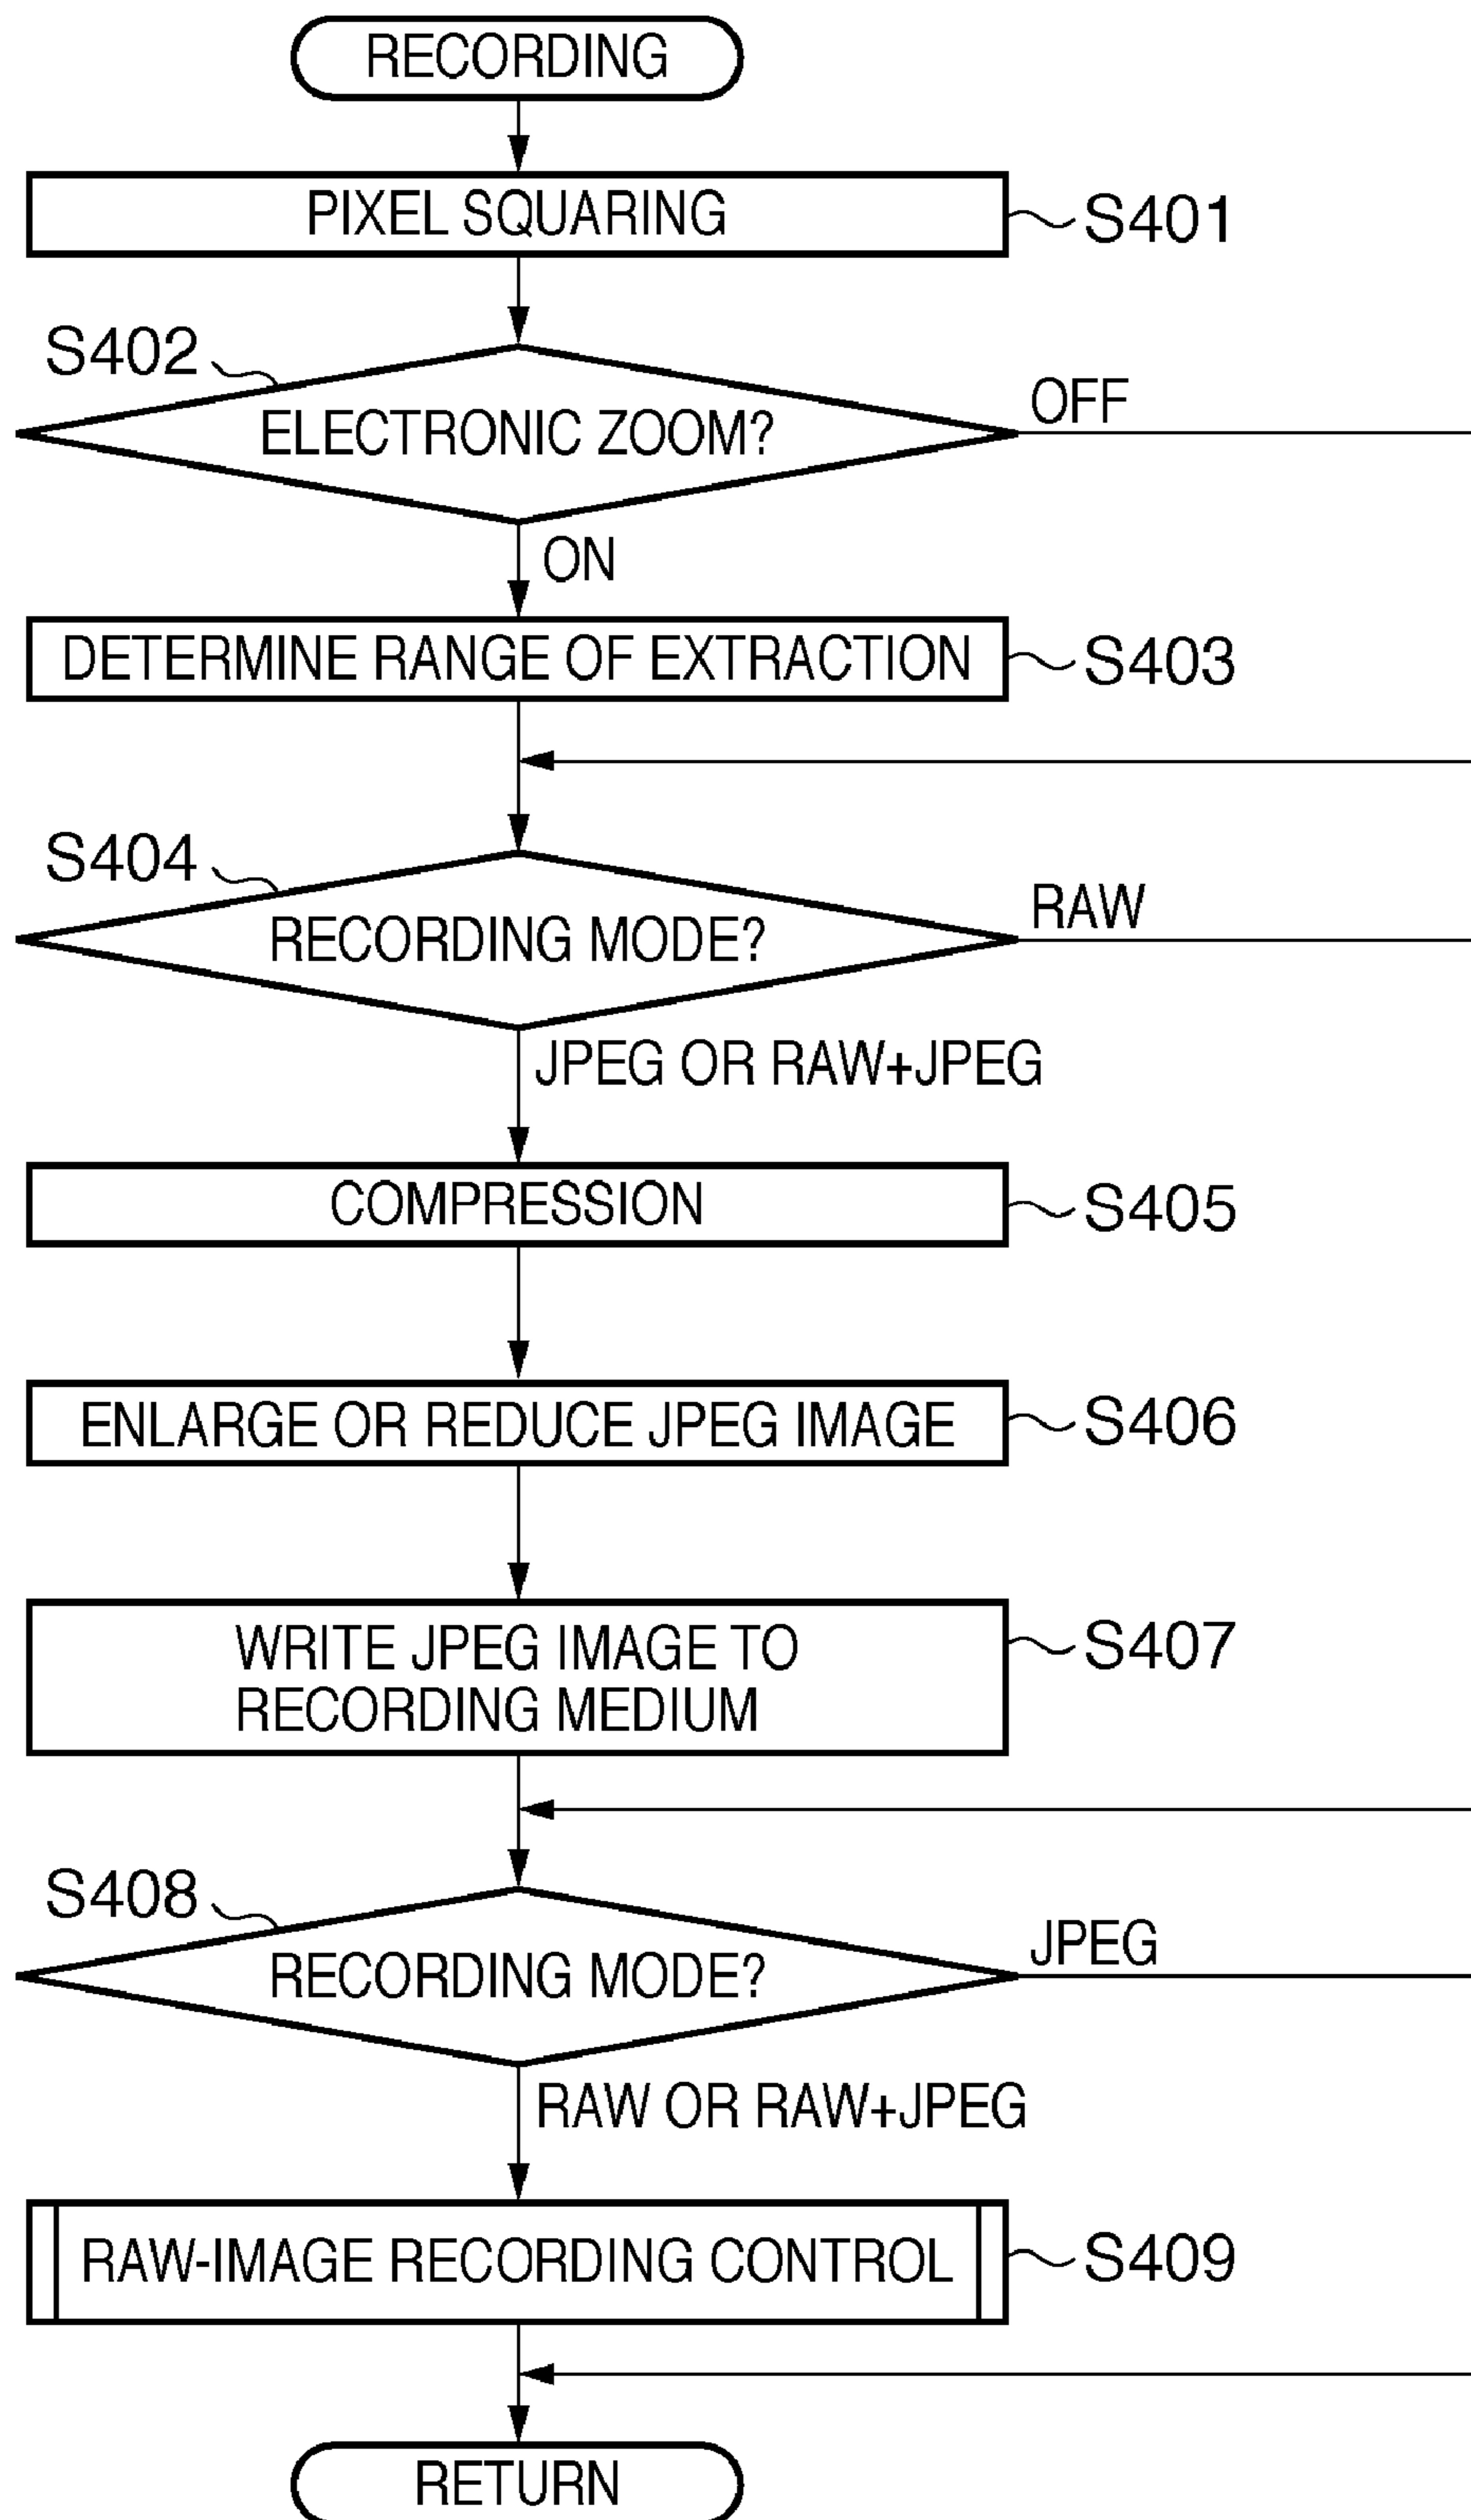 RECORDING
PIXEL SQUARING
S401
S402
ELECTRONIC ZOOM?
OFF
ON
DETERMINE RANGE OF EXTRACTION
S403
S404
RECORDING MODE?
RAW
JPEG OR RAW+JPEG
COMPRESSION
S405
ENLARGE OR REDUCE JPEG IMAGE
S406
WRITE JPEG IMAGE TO
RECORDING MEDIUM
S407
S408
RECORDING MODE?
JPEG
RAW OR RAW+JPEG
RAW-IMAGE RECORDING CONTROL
S409
RETURN